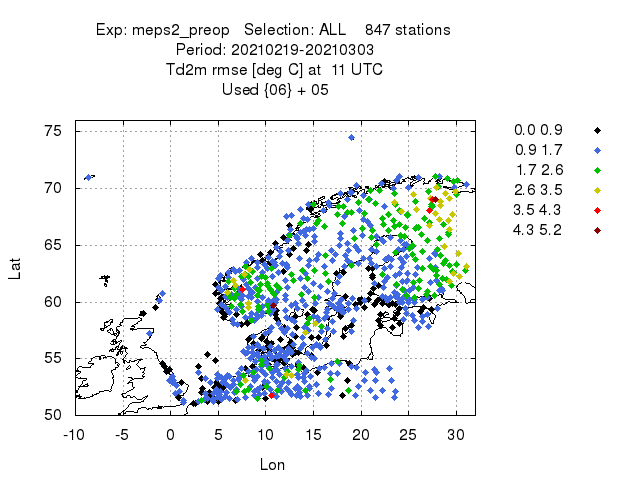 Exp: meps2_preop   Selection: ALL    847 stations
Period: 20210219-20210303
Td2m rmse [deg C] at  11 UTC
Used {06} + 05
75
70
65
60
55
50
Lat
-10 -5 0 5 10 15 20 25 30
Lon
0.0 0.9
0.9 1.7
1.7 2.6
2.6 3.5
3.5 4.3
4.3 5.2